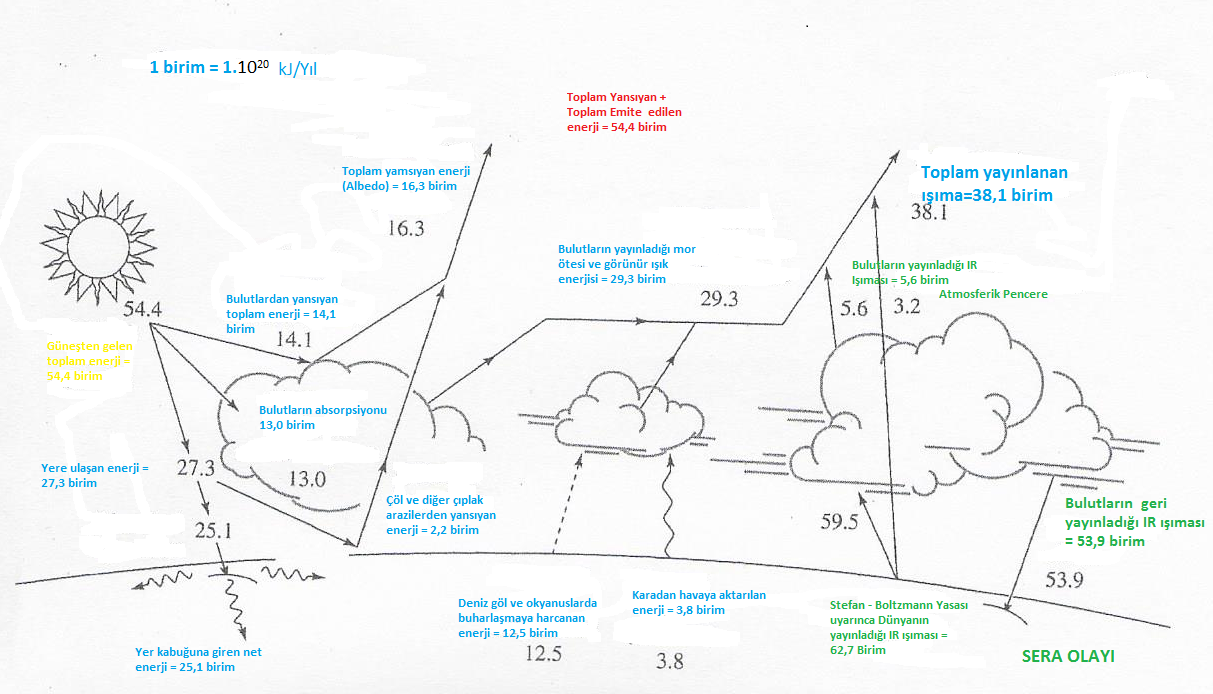 1 birim = 1.10²⁰ kJ/Yıl
Toplam Yansıyan +
Toplam Emite edilen
enerji = 54,4 birim
Toplam yamsıyan enerji
(Albedo) = 16,3 birim
16.3
Toplam yayınlanan
ışıma=38,1 birim
38.1
Bulutların yayınladığı mor
ötesi ve görünür ışık
enerjisi = 29,3 birim
29.3
Bulutların yayınladığı IR
Işıması = 5,6 birim
5.6
3.2
Atmosferik Pencere
54.4
Güneşten gelen
toplam enerji =
54,4 birim
Bulutlardan yansıyan
toplam enerji = 14,1
birim
14.1
Bulutların absorpsiyonu
13,0 birim
13.0
Yere ulaşan enerji =
27,3 birim
27.3
25.1
Çöl ve diğer çıplak
arazilerden yansıyan
enerji = 2,2 birim
59.5
Bulutların geri
yayınladığı IR ışıması
= 53,9 birim
53.9
Yer kabuğuna giren net
enerji = 25,1 birim
Deniz göl ve okyanuslarda
buharlaşmaya harcanan
enerji = 12,5 birim
12.5
Karadan havaya aktarılan
enerji = 3,8 birim
3.8
Stefan - Boltzmann Yasası
uyarınca Dünyanın
yayınladığı IR ışıması =
62,7 Birim
SERA OLAYI